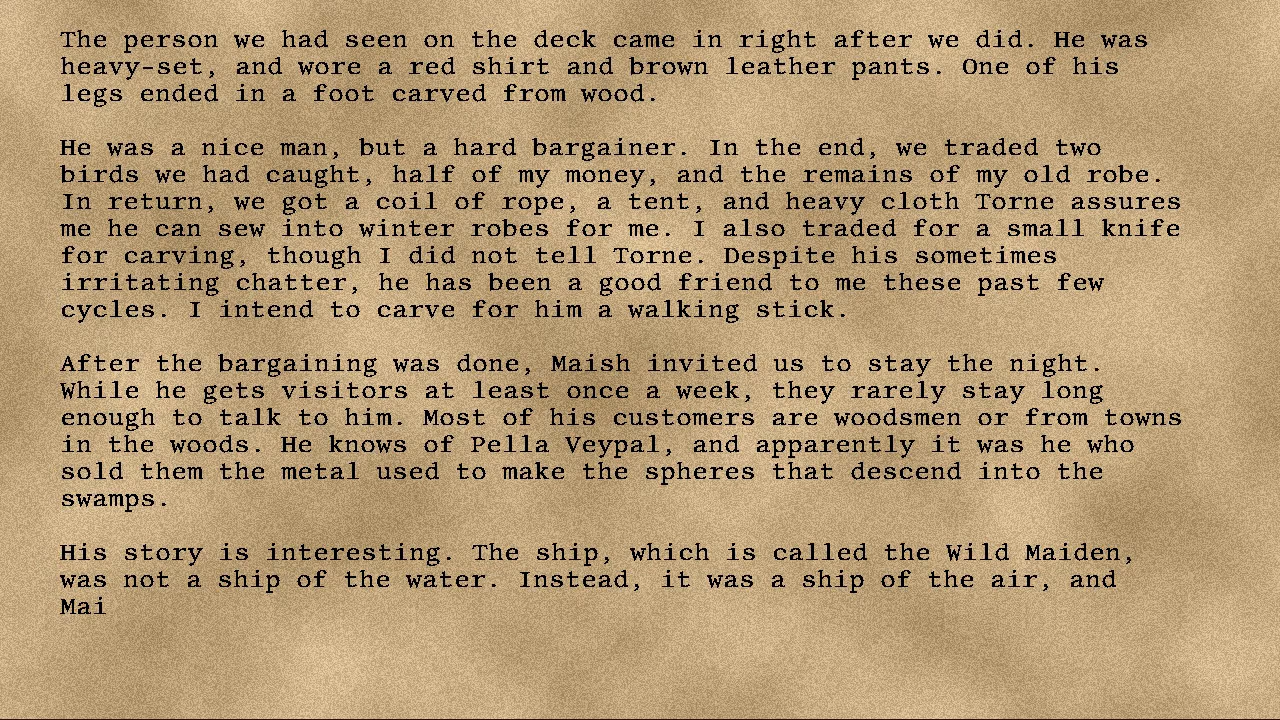 The person we had seen on the deck came in right after we did. He was
heavy-set, and wore a red shirt and brown leather pants. One of his
legs ended in a foot carved from wood.
He was a nice man, but a hard bargainer. In the end, we traded two
birds we had caught, half of my money, and the remains of my old robe.
In return, we got a coil of rope, a tent, and heavy cloth Torne assures
me he can sew into winter robes for me. I also traded for a small knife
for carving, though I did not tell Torne. Despite his sometimes
irritating chatter, he has been a good friend to me these past few
cycles. I intend to carve for him a walking stick.
After the bargaining was done, Maish invited us to stay the night.
While he gets visitors at least once a week, they rarely stay long
enough to talk to him. Most of his customers are woodsmen or from towns
in the woods. He knows of Pella Veypal, and apparently it was he who
sold them the metal used to make the spheres that descend into the
swamps.
His story is interesting. The ship, which is called the Wild Maiden,
was not a ship of the water. Instead, it was a ship of the air, and
Mai